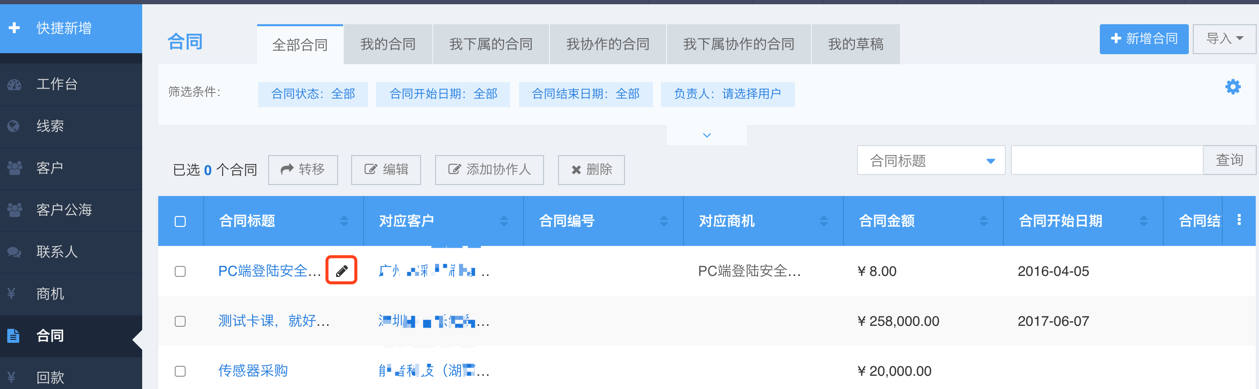 快捷新增
工作台
线索
客户
客户公海
联系人
商机
合同
回款
合同
全部合同
我的合同
我下属的合同
我协作的合同
我下属协作的合同
我的草稿
新增合同
导入
筛选条件：
合同状态：全部
合同开始日期：全部
合同结束日期：全部
负责人：请选择用户
已选 0 个合同
转移
编辑
添加协作人
删除
合同标题
查询
合同标题 对应客户 合同编号 对应商机 合同金额 合同开始日期 合同结
PC端登陆安全... 广州 ... PC端登陆安全... ¥ 8.00 2016-04-05
测试卡课，就好... 深圳 ... ¥ 258,000.00 2017-06-07
传感器采购 ... ¥ 20,000.00